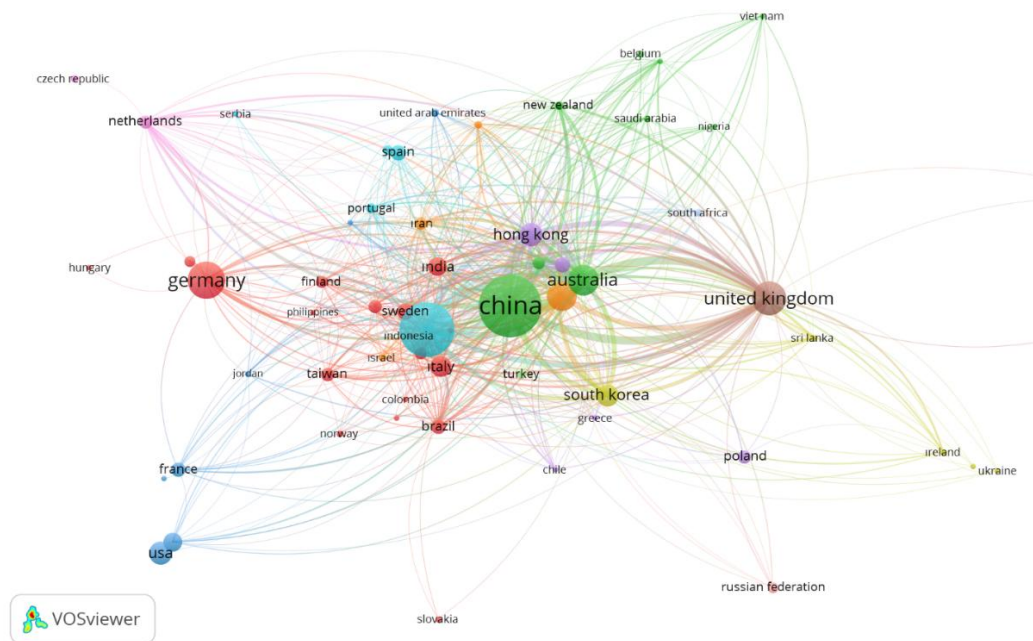 viet nam
belgium
czech republic
new zealand
serbia
united arab emirates
saudi arabia
netherlands
nigeria
spain
portugal
south africa
iran
hong kong
hungary
india
germany
finland
australia
china
united kingdom
philippines
sweden
indonesia
sri lanka
israel
italy
jordan
taiwan
turkey
south korea
colombia
greece
norway
brazil
ireland
france
chile
poland
ukraine
usa
russian federation
slovakia
VOSviewer